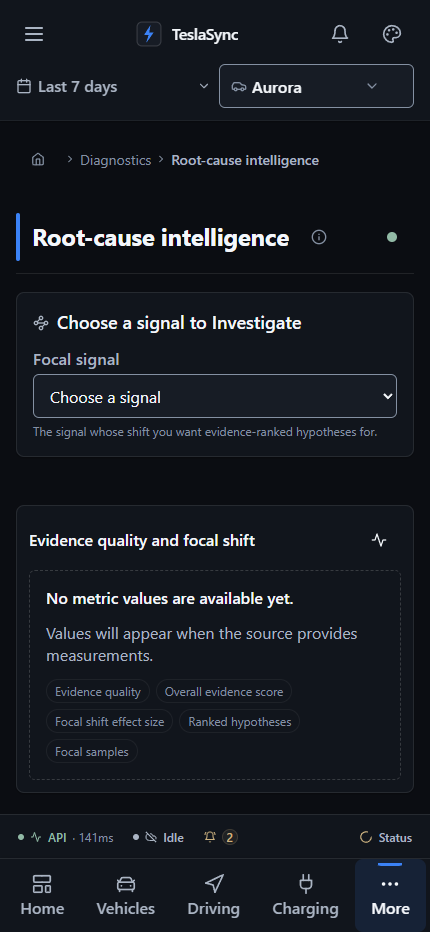 TeslaSync
Last 7 days
Aurora
Diagnostics
Root-cause intelligence
Root-cause intelligence
Choose a signal to Investigate
Focal signal
Choose a signal
The signal whose shift you want evidence-ranked hypotheses for.
Evidence quality and focal shift
No metric values are available yet.
Values will appear when the source provides
measurements.
Evidence quality
Overall evidence score
Focal shift effect size
Ranked hypotheses
Focal samples
API · 141ms
Idle
2
Status
Home
Vehicles
Driving
Charging
More